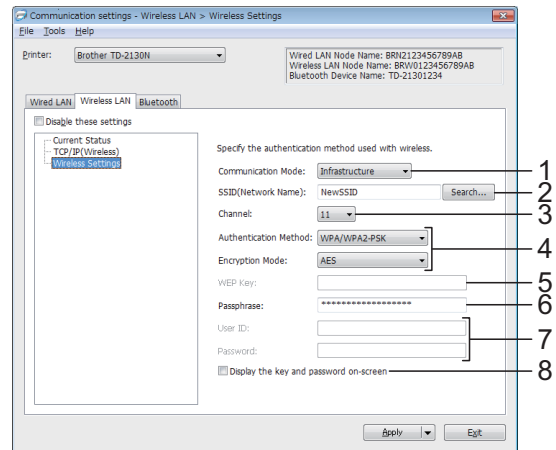 Communication settings - Wireless LAN > Wireless Settings
File Tools Help
Printer: Brother TD-2130N
Wired LAN Node Name: BRN2123456789AB
Wireless LAN Node Name: BRW0123456789AB
Bluetooth Device Name: TD-21301234
Wired LAN Wireless LAN Bluetooth
Disable these settings
Current Status
TCP/IP(Wireless)
Wireless Settings
Specify the authentication method used with wireless.
Communication Mode: Infrastructure 1
SSID(Network Name): NewSSID Search... 2
Channel: 11 3
Authentication Method: WPA/WPA2-PSK
4
Encryption Mode: AES
WEP Key: 5
Passphrase: ****************** 6
User ID:
7
Password:
Display the key and password on-screen 8
Apply Exit